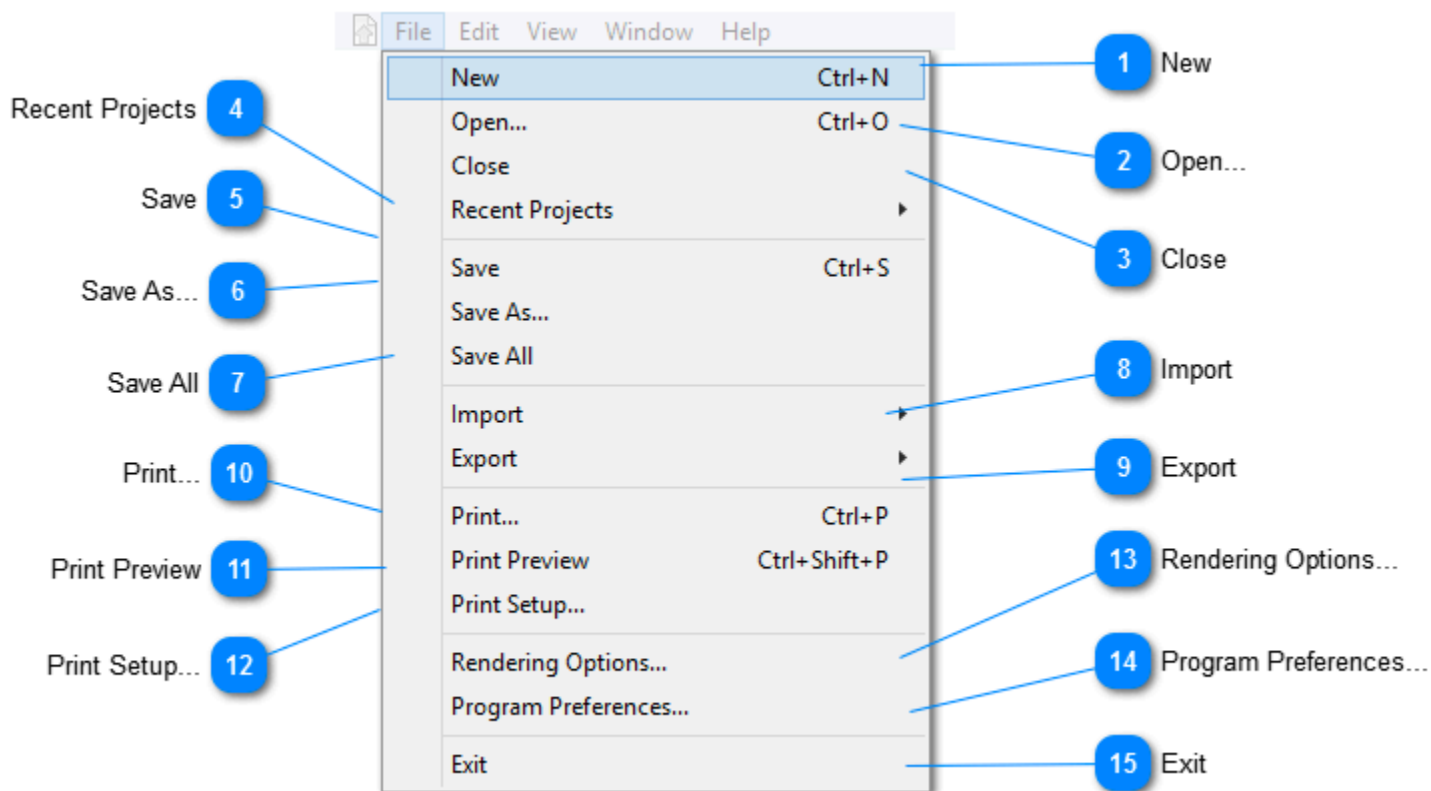 File Edit View Window Help
New Ctrl+N
Open... Ctrl+O
Close
Recent Projects
Save Ctrl+S
Save As...
Save All
Import
Export
Print... Ctrl+P
Print Preview Ctrl+Shift+P
Print Setup...
Rendering Options...
Program Preferences...
Exit
1 New
2 Open...
3 Close
Recent Projects 4
Save 5
Save As... 6
Save All 7
8 Import
9 Export
Print... 10
Print Preview 11
Print Setup... 12
13 Rendering Options...
14 Program Preferences...
15 Exit